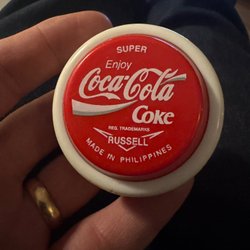 SUPER
Enjoy
Coca-Cola
Coke
REG. TRADEMARKS
RUSSELL
MADE IN PHILIPPINES